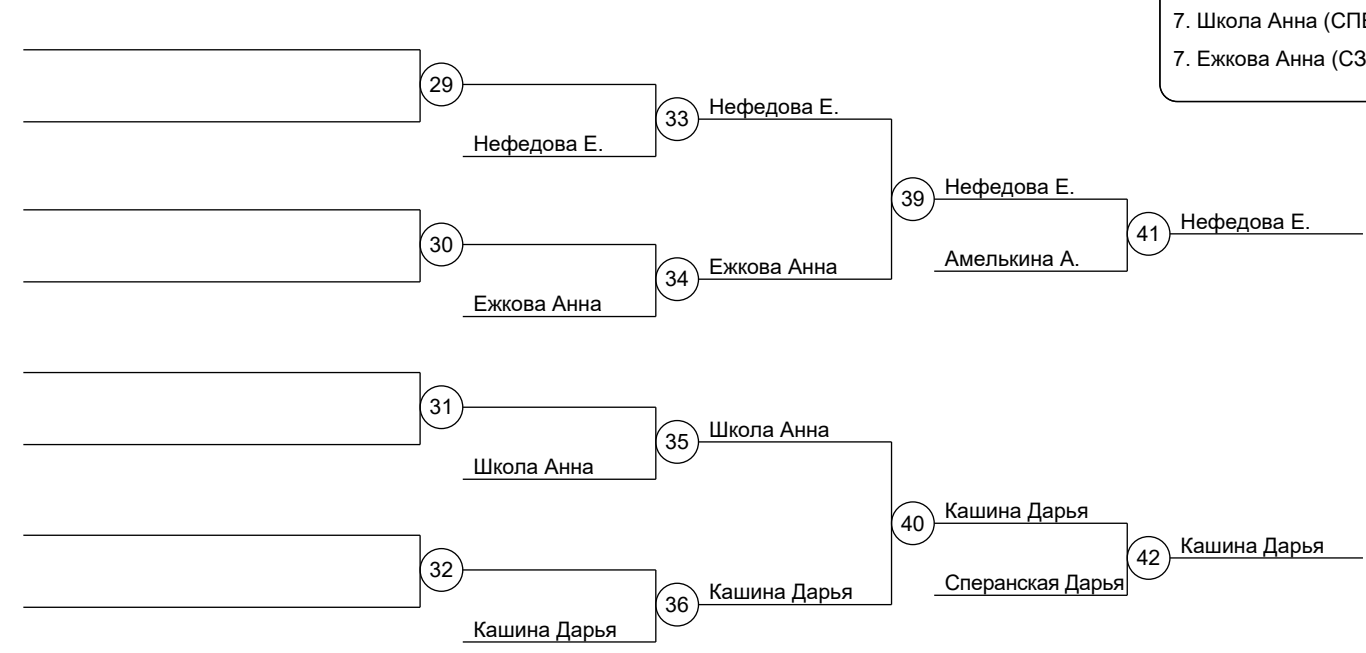 7. Школа Анна (СПБ
7. Ежкова Анна (СЗ
29
33
Нефедова Е.
Нефедова Е.
39
Нефедова Е.
41
Нефедова Е.
Амелькина А.
30
34
Ежкова Анна
Ежкова Анна
31
35
Школа Анна
Школа Анна
40
Кашина Дарья
42
Кашина Дарья
Сперанская Дарья
32
36
Кашина Дарья
Кашина Дарья